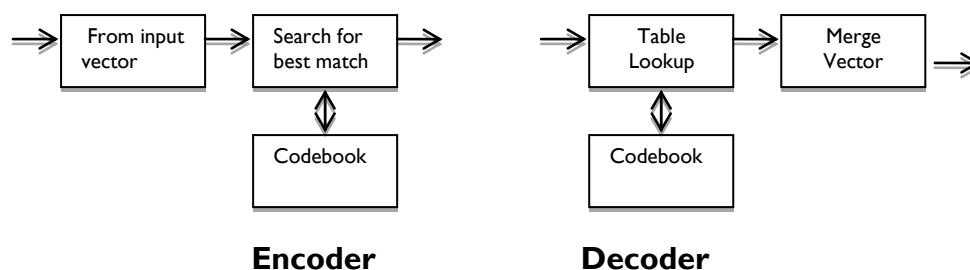 From input
vector
Search for
best match
Codebook
Table
Lookup
Merge
Vector
Codebook
Encoder
Decoder